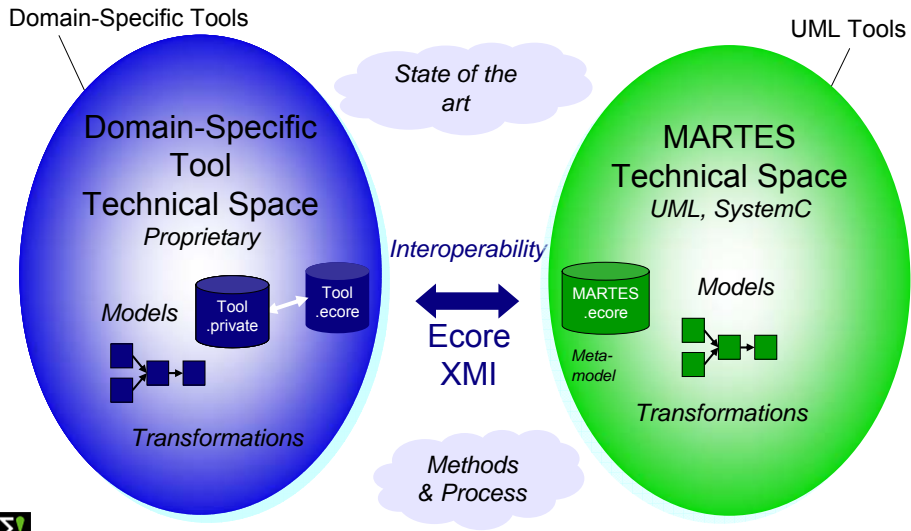 Domain-Specific Tools
UML Tools
State of the
art
Domain-Specific
Tool
Technical Space
Proprietary
MARTES
Technical Space
UML, SystemC
Interoperability
Models
Tool
.private
Tool
.ecore
MARTES
.ecore
Models
Ecore
XMI
Meta-
model
Transformations
Transformations
Methods
& Process
Σ!